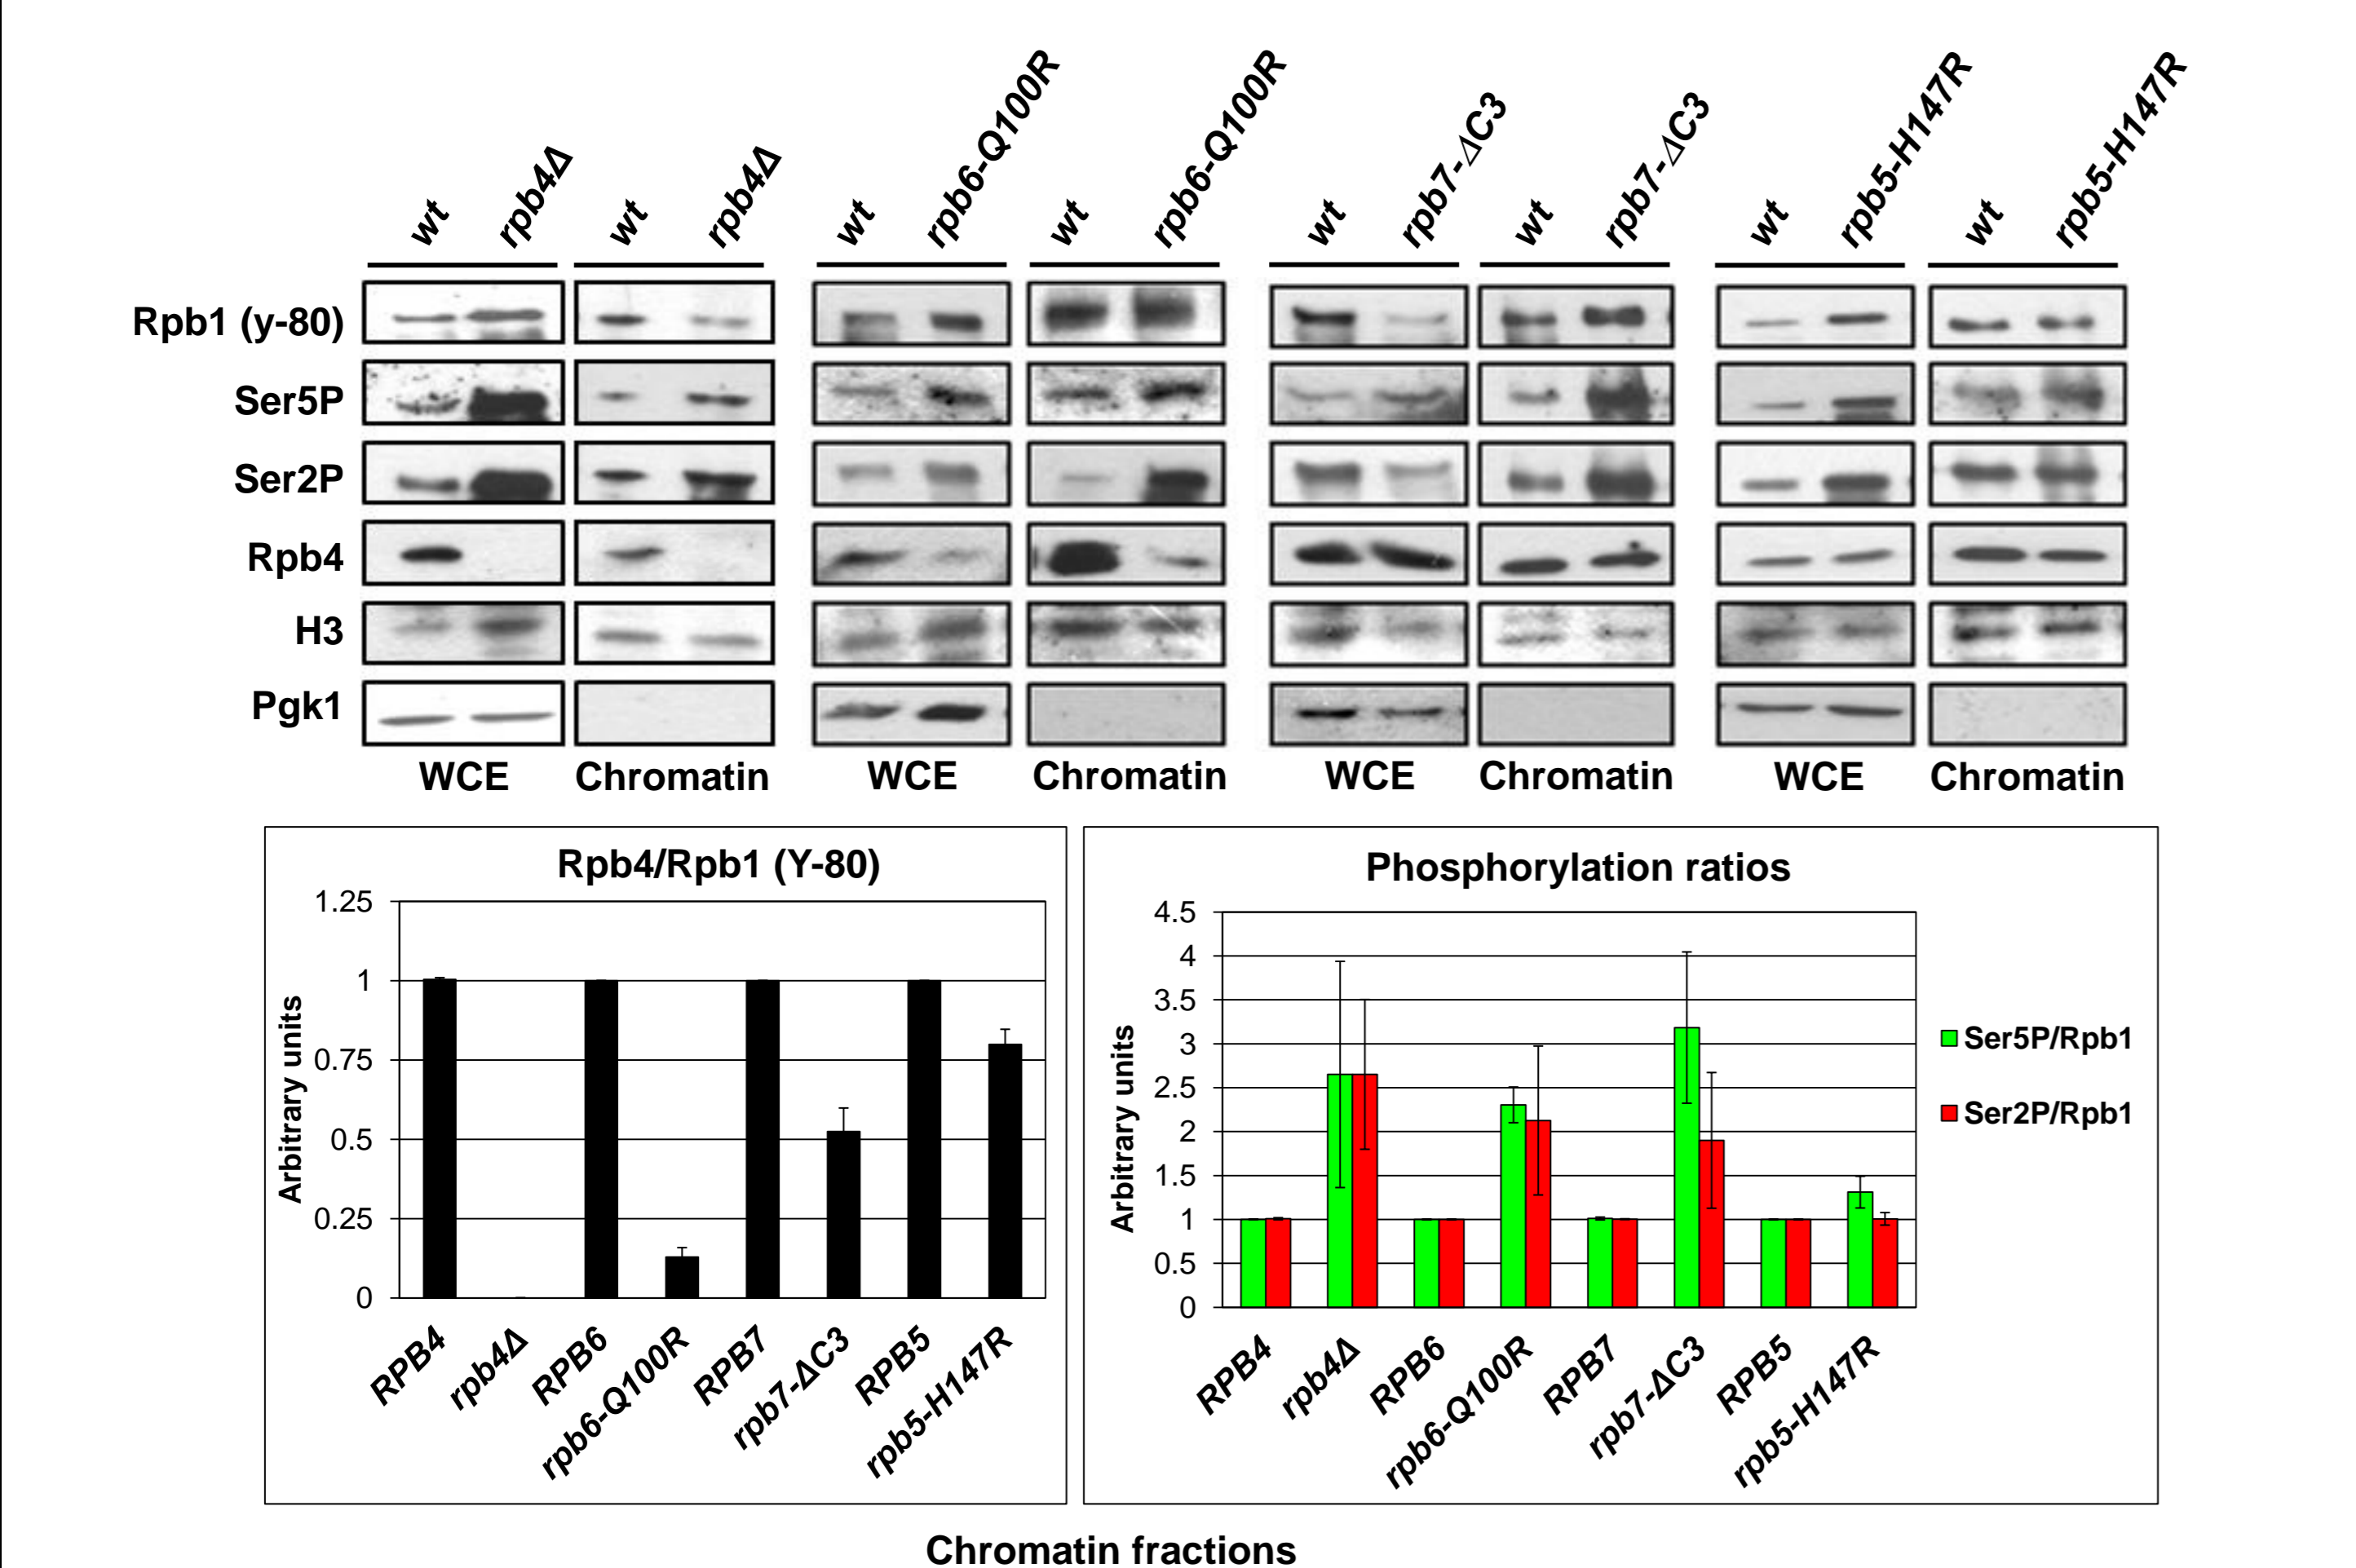 wt rpb4Δ wt rpb4Δ wt rpb6-Q100R wt rpb6-Q100R wt rpb7-ΔC3 wt rpb7-ΔC3 wt rpb5-H147R wt rpb5-H147R
Rpb1 (y-80)
Ser5P
Ser2P
Rpb4
H3
Pgk1
WCE Chromatin WCE Chromatin WCE Chromatin WCE Chromatin
Rpb4/Rpb1 (Y-80)
Arbitrary units
1.25
1
0.75
0.5
0.25
0
RPB4 rpb4Δ RPB6 rpb6-Q100R RPB7 rpb7-ΔC3 RPB5 rpb5-H147R
Phosphorylation ratios
Arbitrary units
4.5
4
3.5
3
2.5
2
1.5
1
0.5
0
RPB4 rpb4Δ RPB6 rpb6-Q100R RPB7 rpb7-ΔC3 RPB5 rpb5-H147R
Ser5P/Rpb1
Ser2P/Rpb1
Chromatin fractions